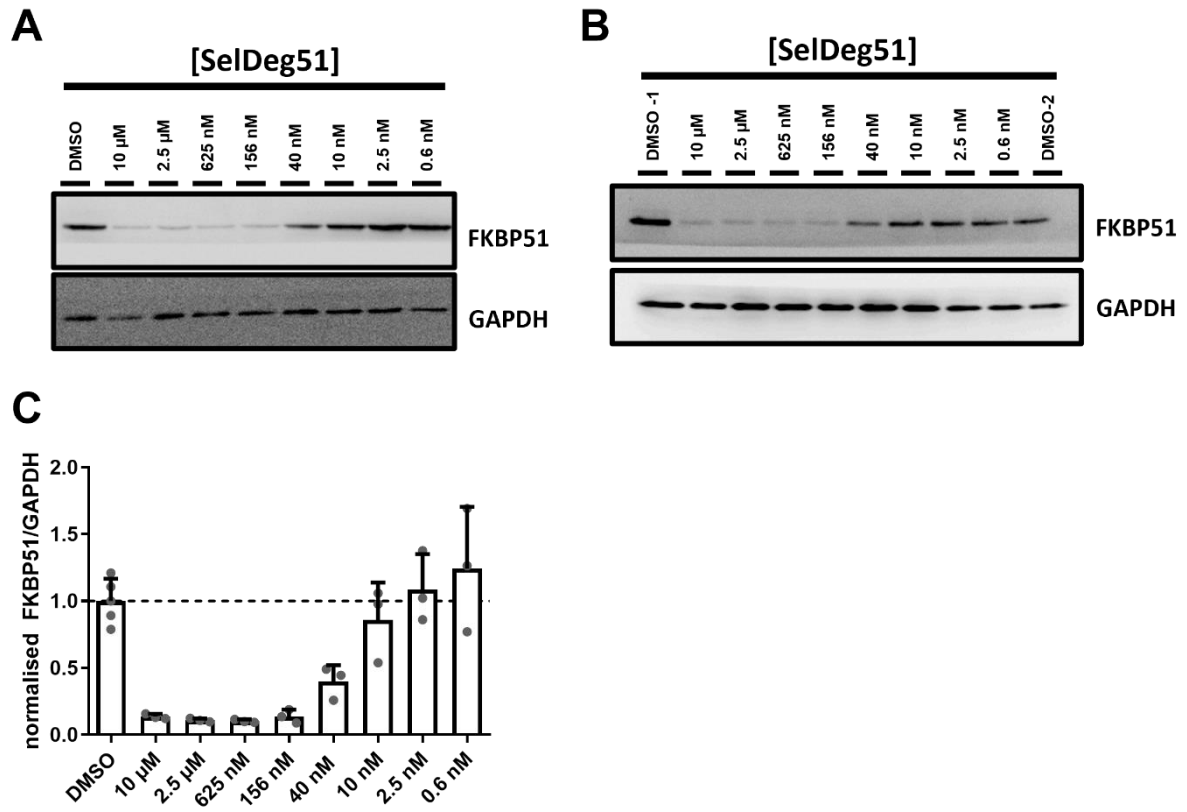 A
[SelDeg51]
DMSO 10 µM 2.5 µM 625 nM 156 nM 40 nM 10 nM 2.5 nM 0.6 nM
FKBP51
GAPDH
B
[SelDeg51]
DMSO -1 10 µM 2.5 µM 625 nM 156 nM 40 nM 10 nM 2.5 nM 0.6 nM DMSO-2
FKBP51
GAPDH
C
normalised FKBP51/GAPDH
2.0
1.5
1.0
0.5
0.0
DMSO 10 µM 2.5 µM 625 nM 156 nM 40 nM 10 nM 2.5 nM 0.6 nM